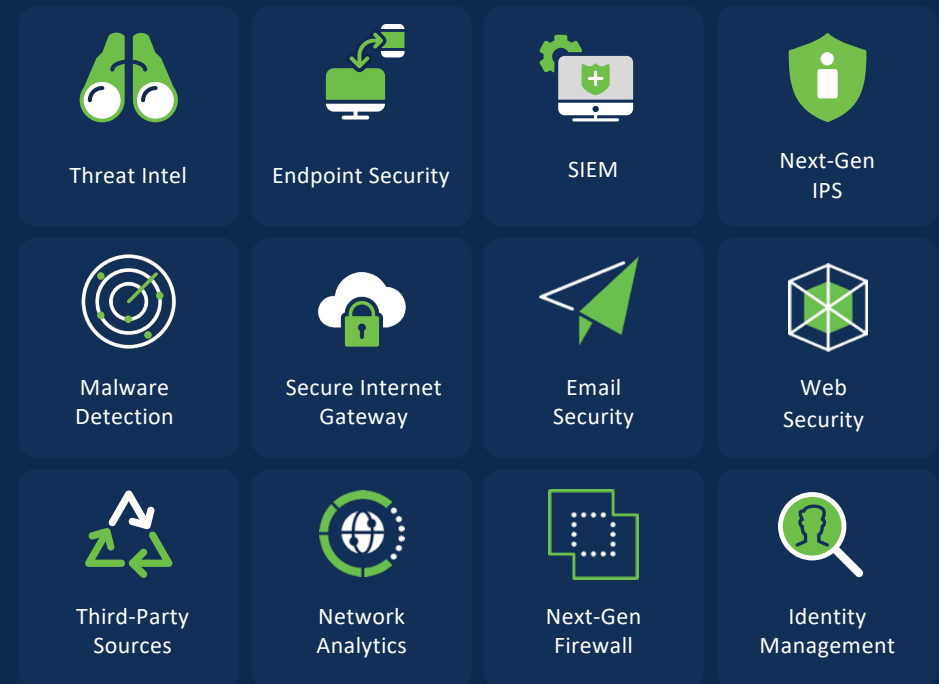 Threat Intel
Endpoint Security
SIEM
Next-Gen
IPS
Malware
Detection
Secure Internet
Gateway
Email
Security
Web
Security
Third-Party
Sources
Network
Analytics
Next-Gen
Firewall
Identity
Management